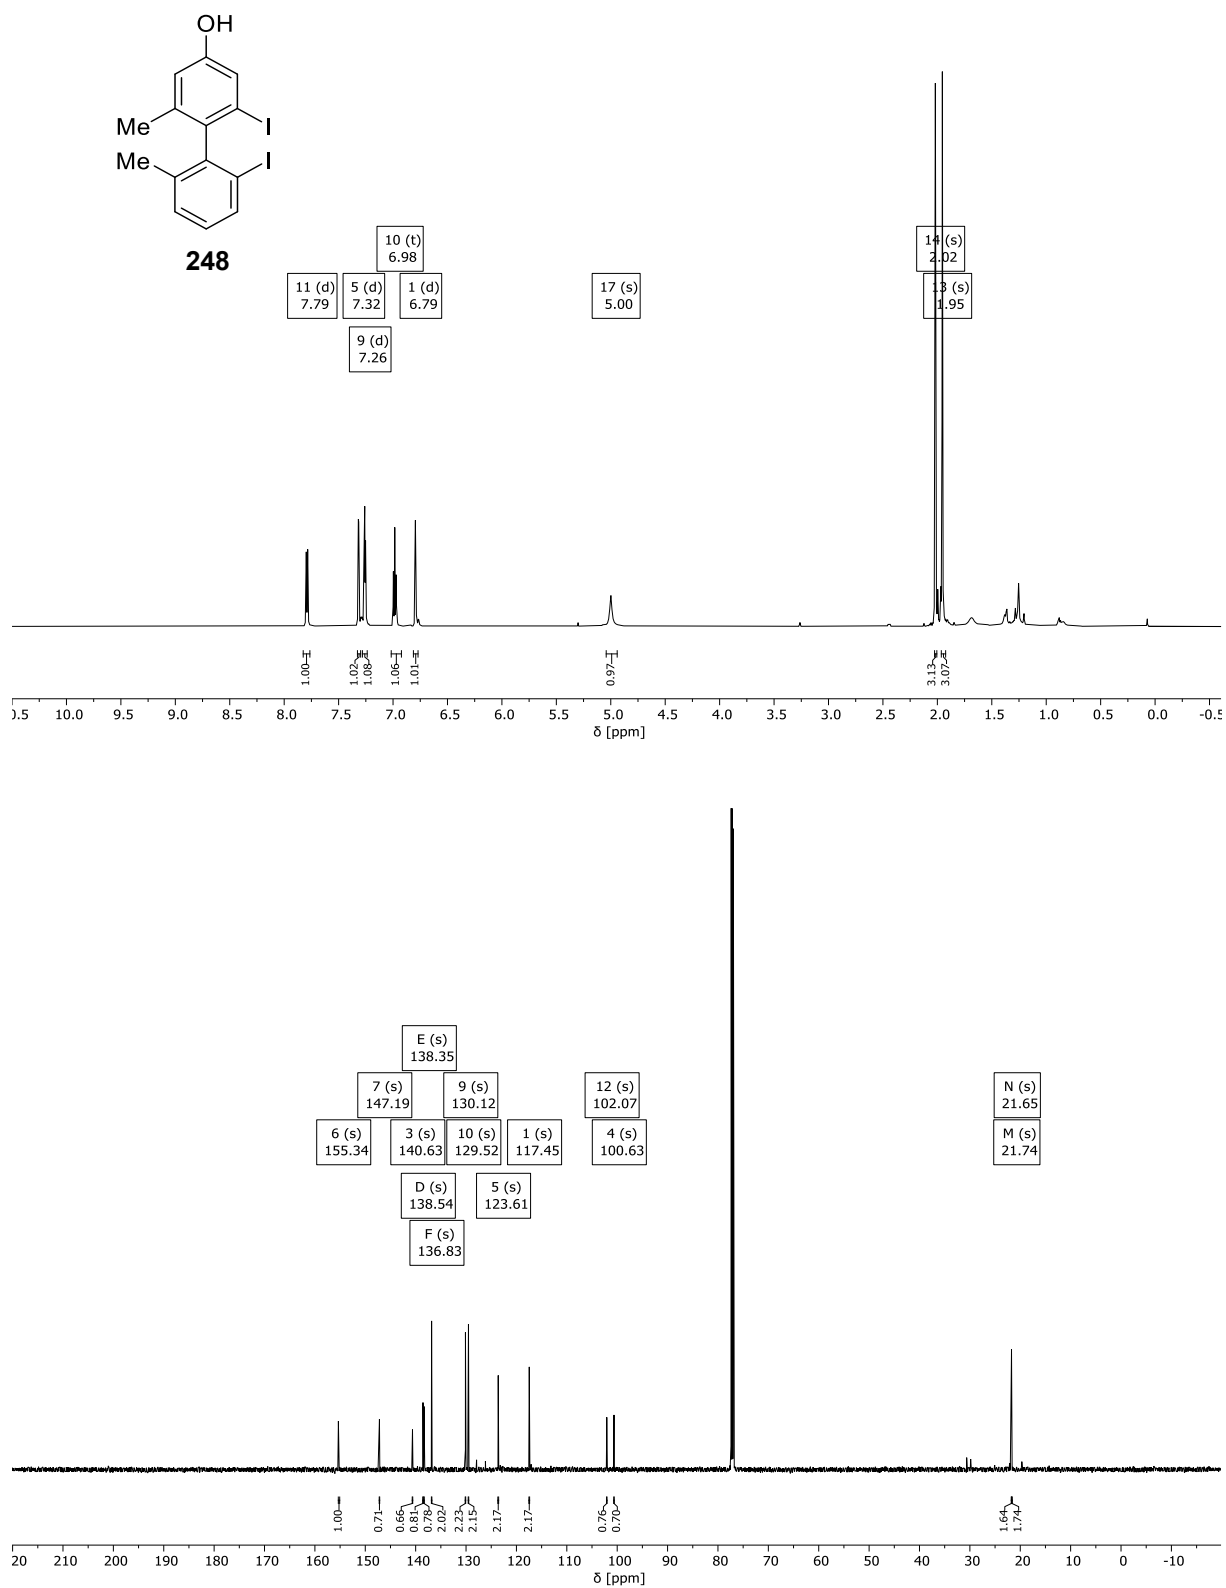 OH
Me
I
Me
I
248
10 (t)
6.98
14 (s)
2.02
11 (d)
7.79
5 (d)
7.32
1 (d)
6.79
17 (s)
5.00
13 (s)
1.95
9 (d)
7.26
1.00
1.02
1.08
1.06
1.01
0.97
3.13
3.07
0.5 10.0 9.5 9.0 8.5 8.0 7.5 7.0 6.5 6.0 5.5 5.0 4.5 4.0 3.5 3.0 2.5 2.0 1.5 1.0 0.5 0.0 -0.5
δ [ppm]
E (s)
138.35
7 (s)
147.19
9 (s)
130.12
12 (s)
102.07
N (s)
21.65
6 (s)
155.34
3 (s)
140.63
10 (s)
129.52
1 (s)
117.45
4 (s)
100.63
M (s)
21.74
D (s)
138.54
5 (s)
123.61
F (s)
136.83
1.00
0.71
0.66
0.81
0.78
2.02
2.23
2.15
2.17
2.17
0.76
0.70
1.64
1.74
20 210 200 190 180 170 160 150 140 130 120 110 100 90 80 70 60 50 40 30 20 10 0 -10
δ [ppm]